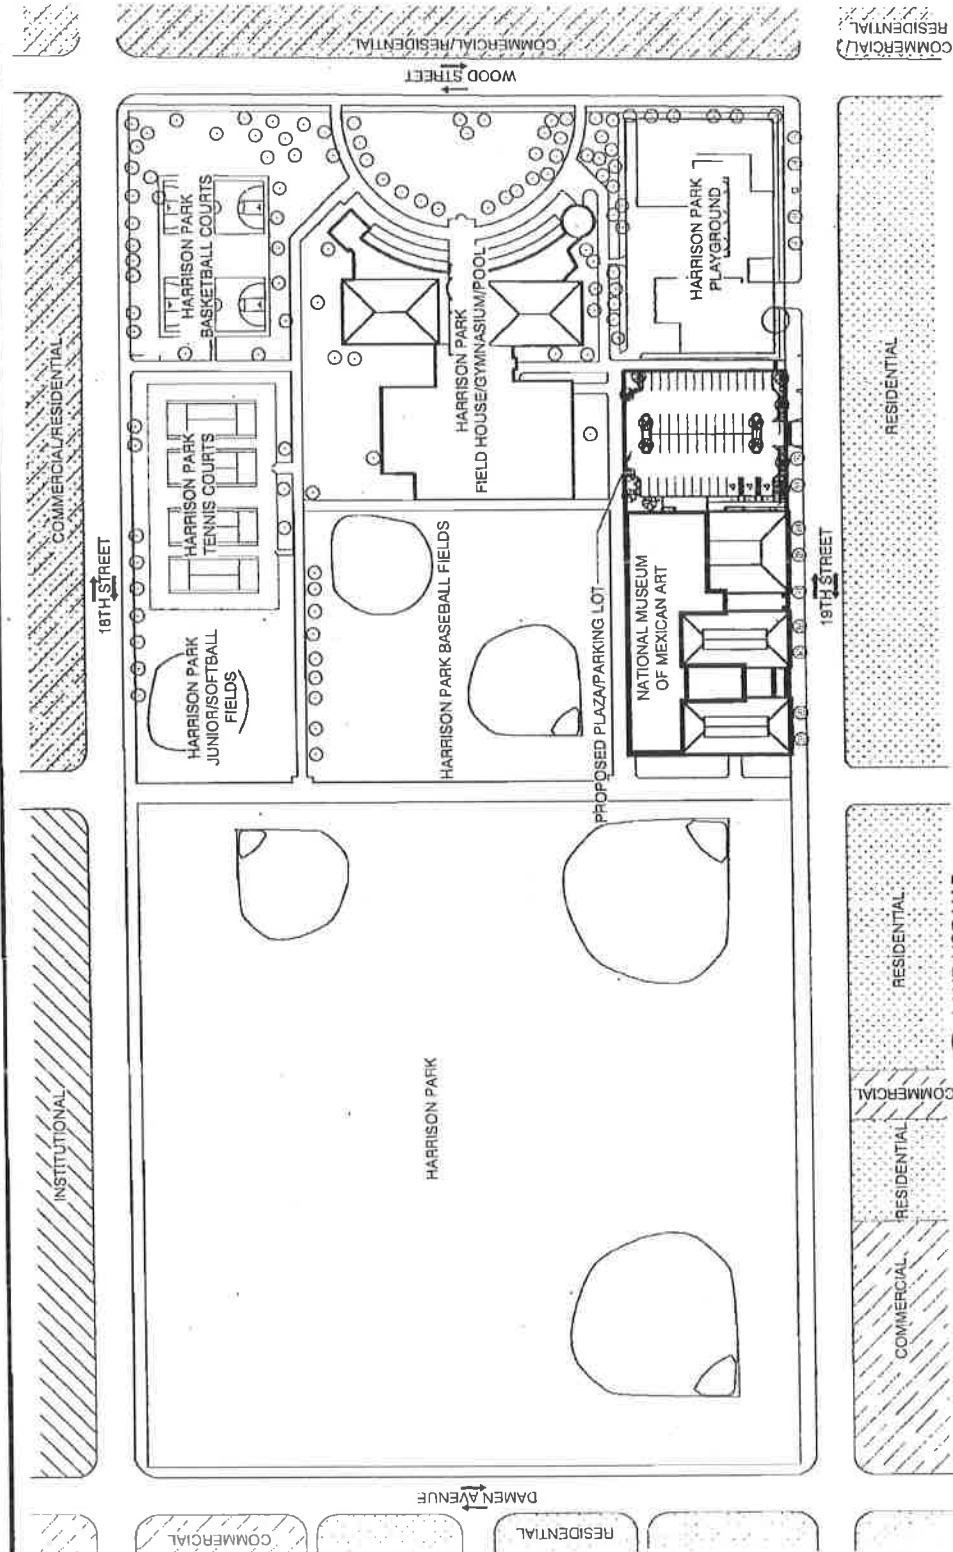 COMMERCIAL/RESIDENTIAL
COMMERCIAL/
RESIDENTIAL
WOOD STREET
COMMERCIAL/RESIDENTIAL
18TH STREET
INSTITUTIONAL
HARRISON PARK
BASKETBALL COURTS
HARRISON PARK
TENNIS COURTS
HARRISON PARK
JUNIOR/SOFTBALL
FIELDS
HARRISON PARK
FIELD HOUSE/GYMNASIUM/POOL
HARRISON PARK BASEBALL FIELDS
HARRISON PARK
PLAYGROUND
PROPOSED PLAZA/PARKING LOT
NATIONAL MUSEUM
OF MEXICAN ART
HARRISON PARK
19TH STREET
RESIDENTIAL
RESIDENTIAL
COMMERCIAL
RESIDENTIAL
COMMERCIAL
DAMEN AVENUE
COMMERCIAL
RESIDENTIAL